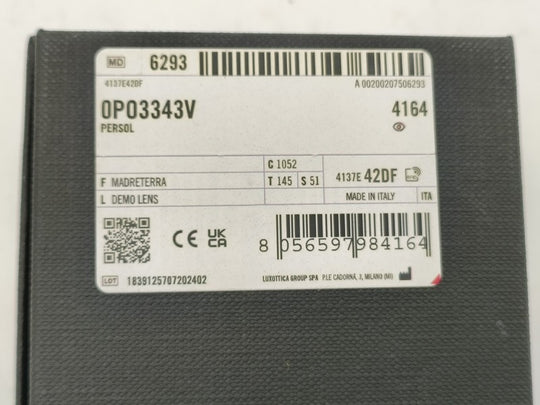 MD 6293
4137E42DF A 00200207506293
0PO3343V 4164
PERSOL
C 1052
F MADRETERRA T 145 S 51 4137E 42DF
L DEMO LENS MADE IN ITALY ITA
CE UK CA
8 056597 984164
LOT 1839125707202402 LUXOTTICA GROUP SPA P.LE CADORNA, 3, MILANO (MI)